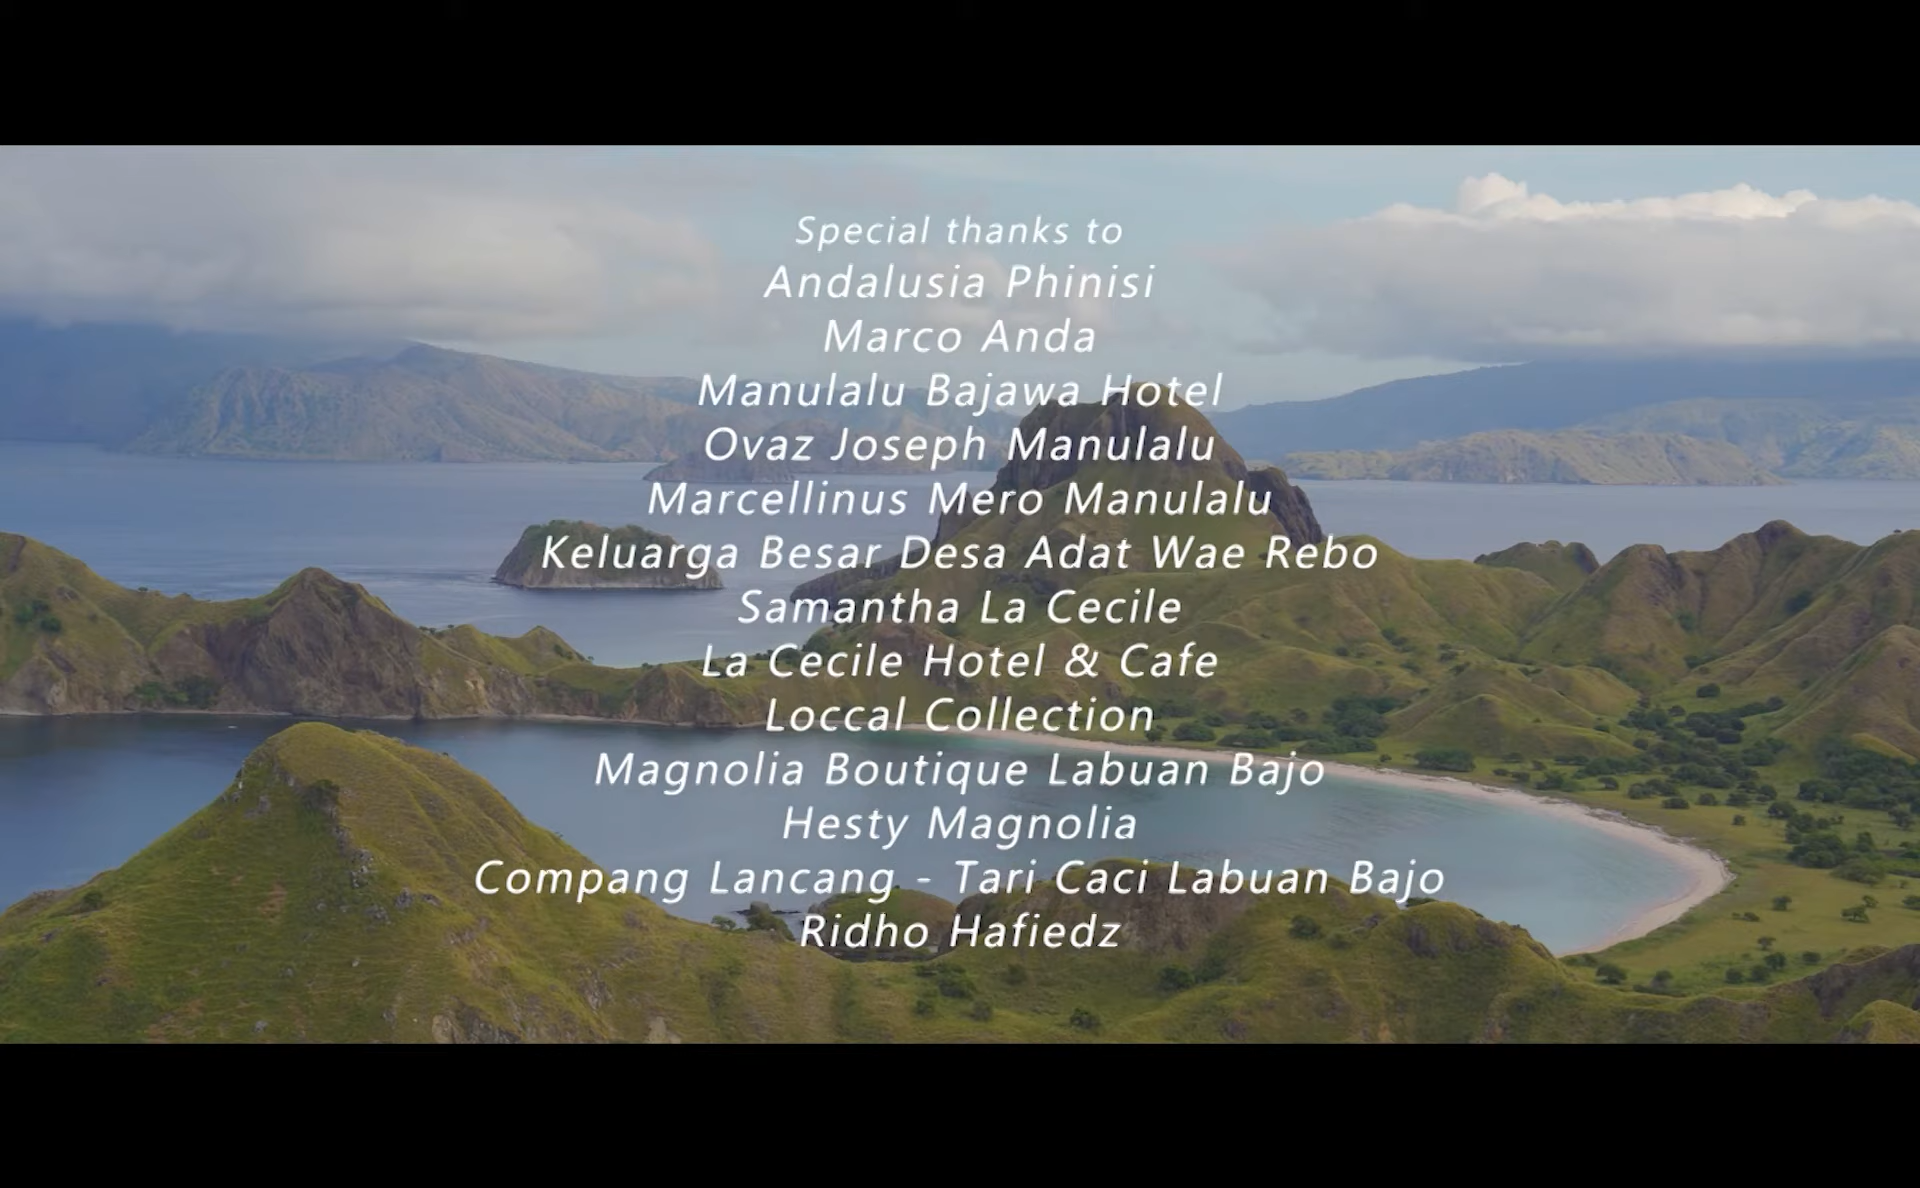 Special thanks to
Andalusia Phinisi
Marco Anda
Manulalu Bajawa Hotel
Ovaz Joseph Manulalu
Marcellinus Mero Manulalu
Keluarga Besar Desa Adat Wae Rebo
Samantha La Cecile
La Cecile Hotel & Cafe
Loccal Collection
Magnolia Boutique Labuan Bajo
Hesty Magnolia
Compang Lancang - Tari Caci Labuan Bajo
Ridho Hafiedz